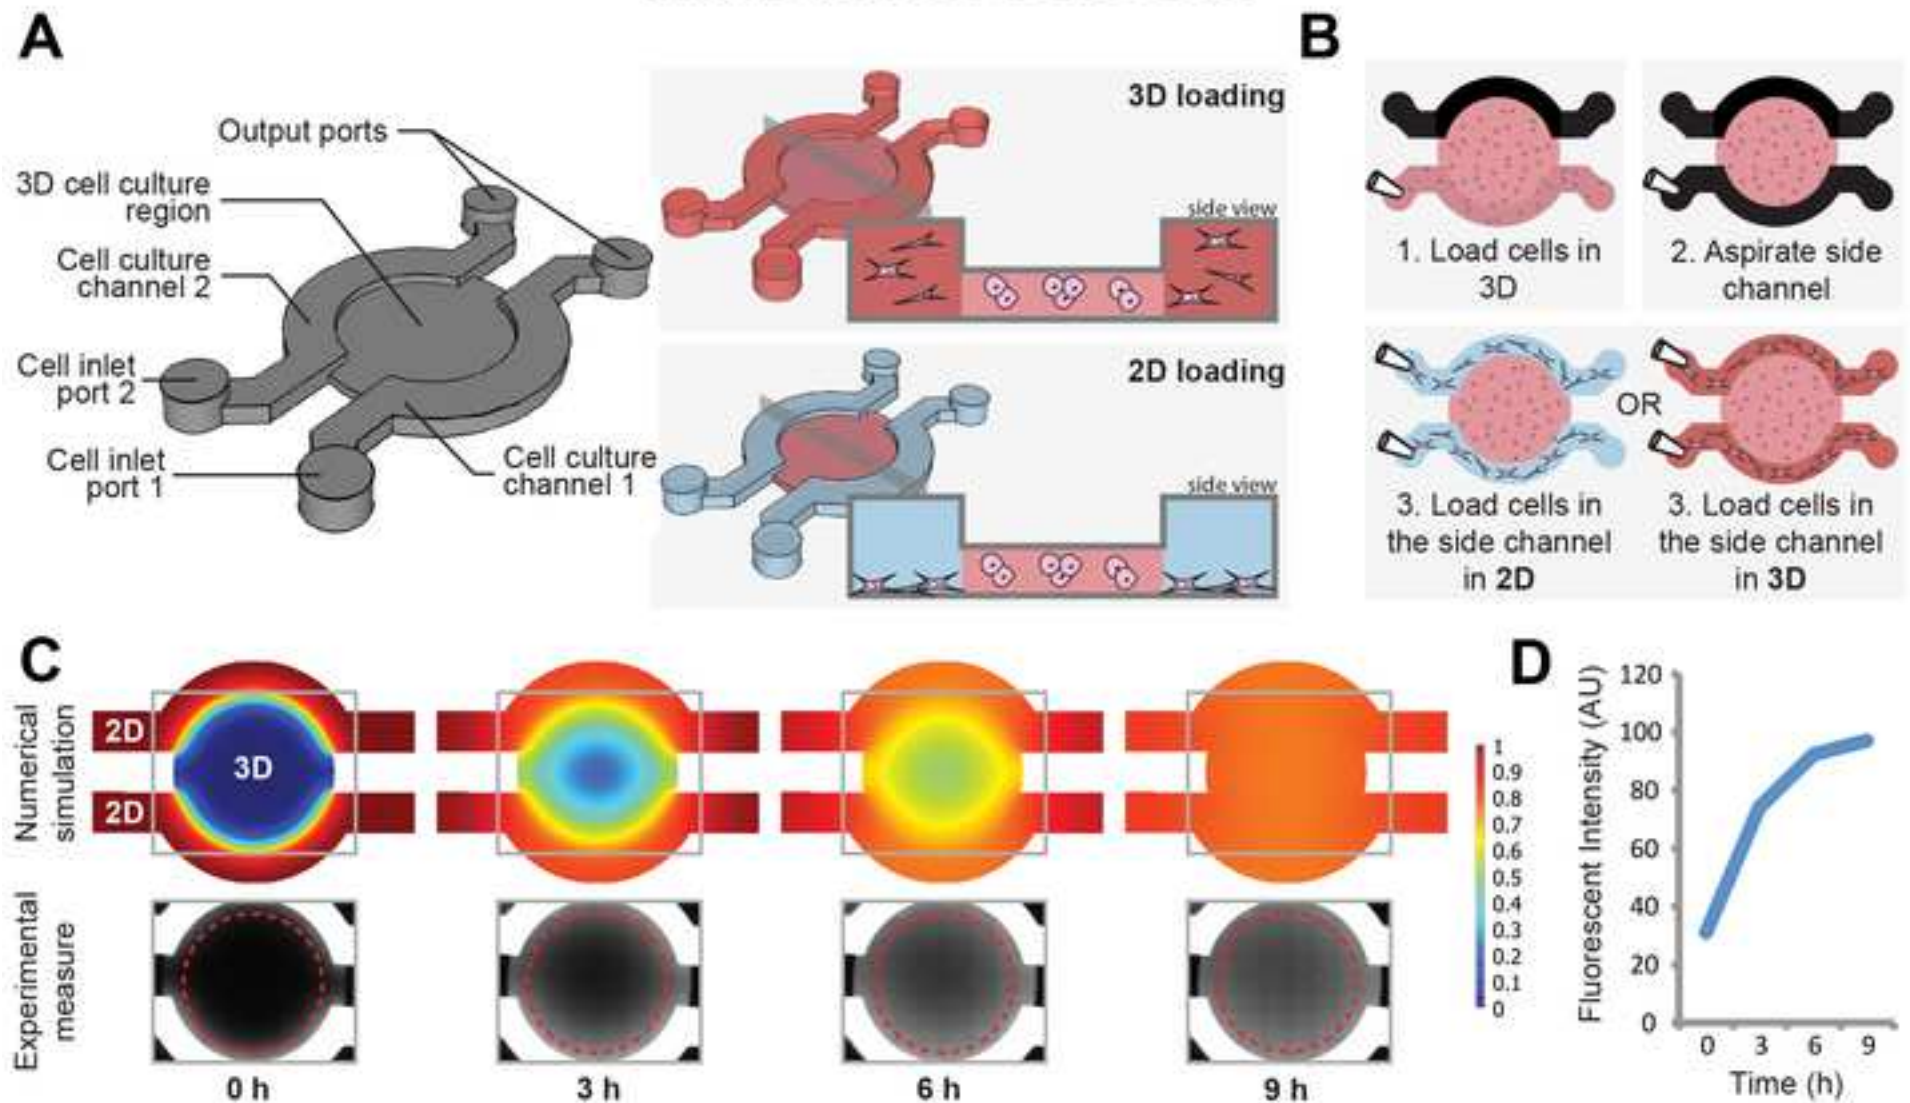 A
Output ports
3D cell culture
region
Cell culture
channel 2
Cell inlet
port 2
Cell inlet
port 1
Cell culture
channel 1
3D loading
side view
2D loading
side view
B
1. Load cells in
3D
2. Aspirate side
channel
OR
3. Load cells in
the side channel
in 2D
3. Load cells in
the side channel
in 3D
C
Numerical
simulation
2D
3D
2D
1
0.9
0.8
0.7
0.6
0.5
0.4
0.3
0.2
0.1
0
Experimental
measure
0 h
3 h
6 h
9 h
D
Fluorescent Intensity (AU)
120
100
80
60
40
20
0
0 3 6 9
Time (h)